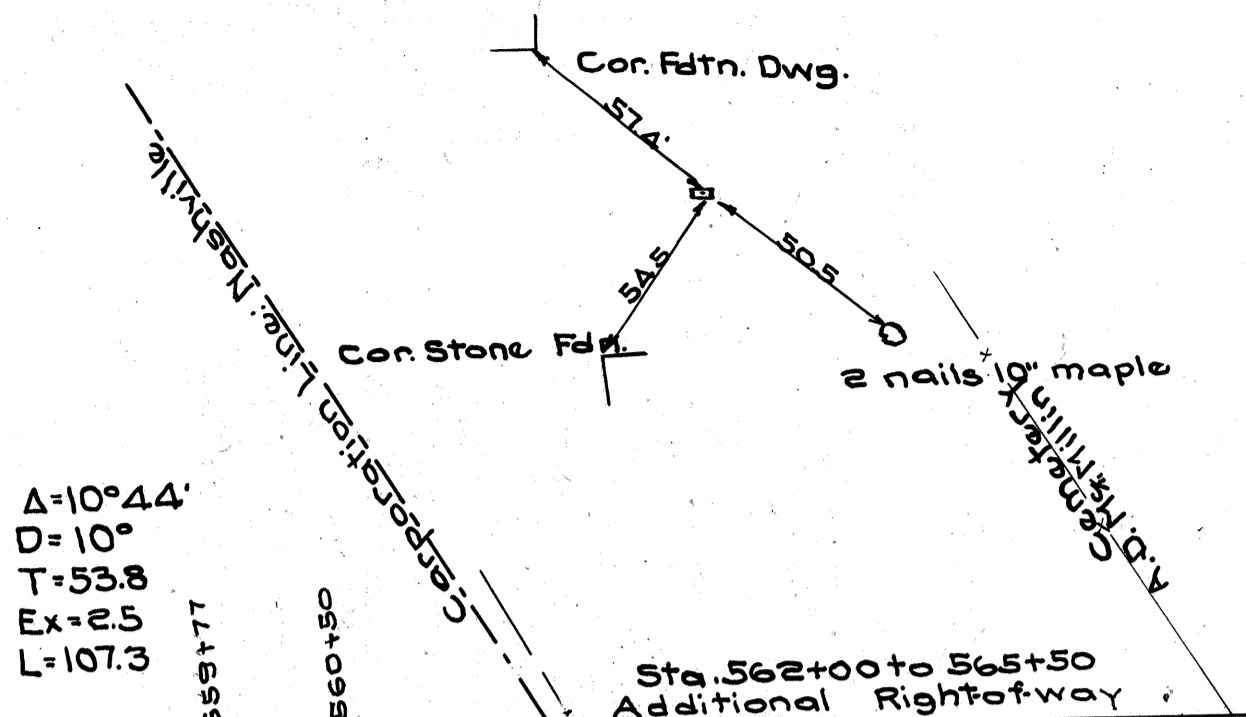 Cor. Fdtn. Dwg.
57.4'
50.5
54.5
Cor. Stone Fdn.
2 nails 10" maple
Corporation Line: Nashville
Cemetery
A.D. McMillin
Δ=10°44'
D=10°
T=53.8
Ex=2.5
L=107.3
559+77
560+50
Sta. 562+00 to 565+50
Additional Right-of-way